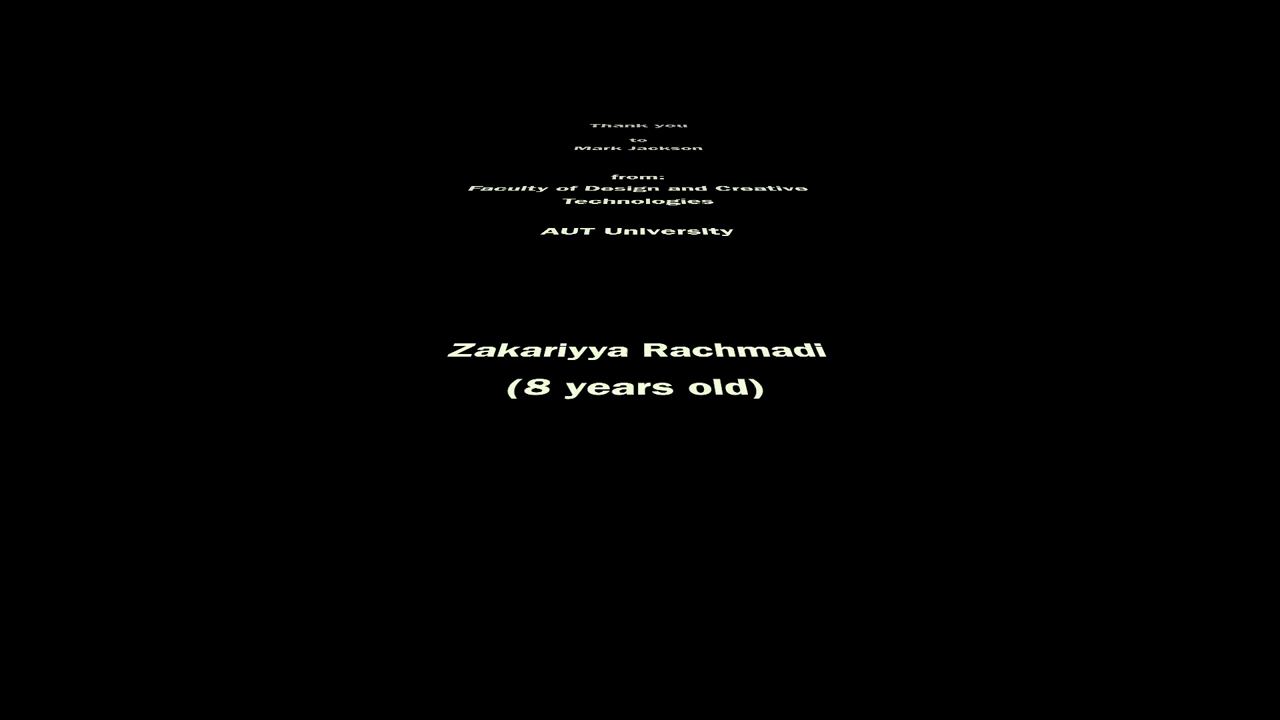 Thank you
to
Mark Jackson
from:
Faculty of Design and Creative
Technologies
AUT University
Zakariyya Rachmadi
(8 years old)